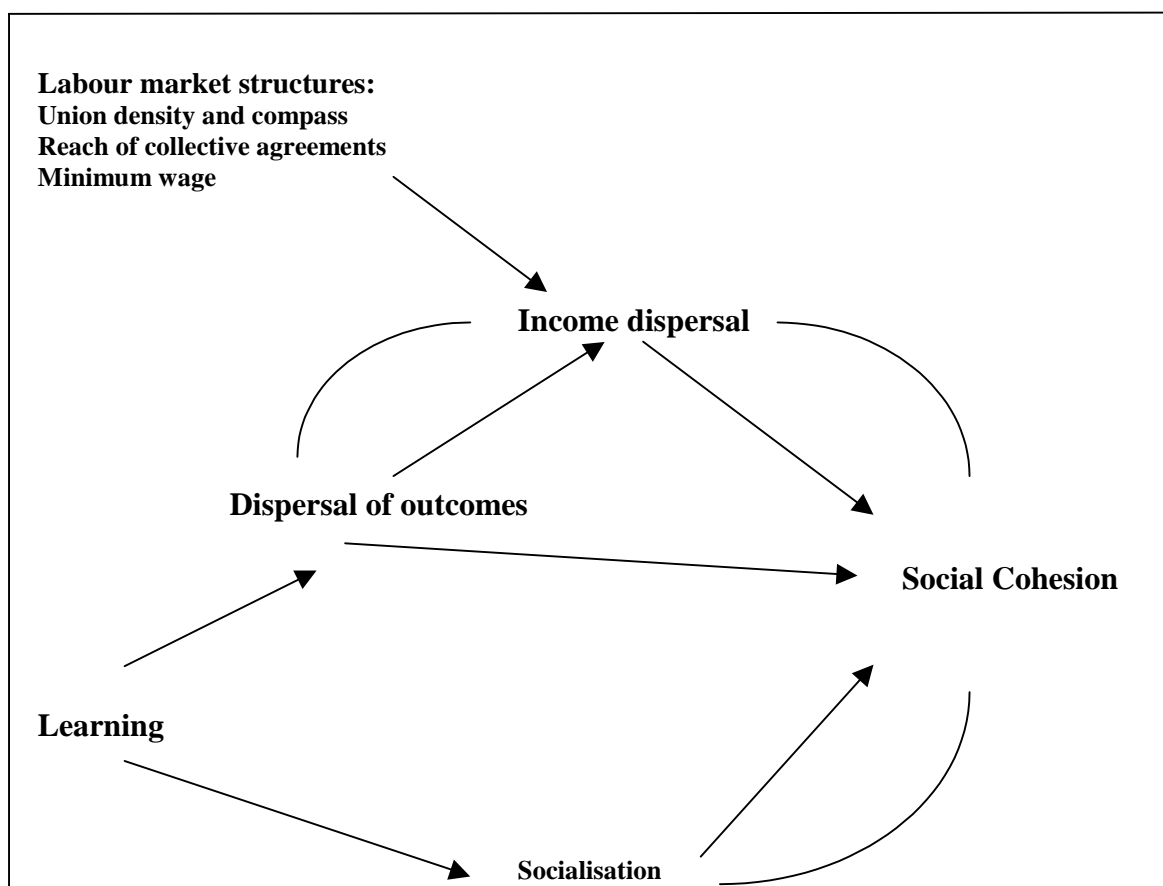 Labour market structures:
Union density and compass
Reach of collective agreements
Minimum wage
Income dispersal
Dispersal of outcomes
Social Cohesion
Learning
Socialisation